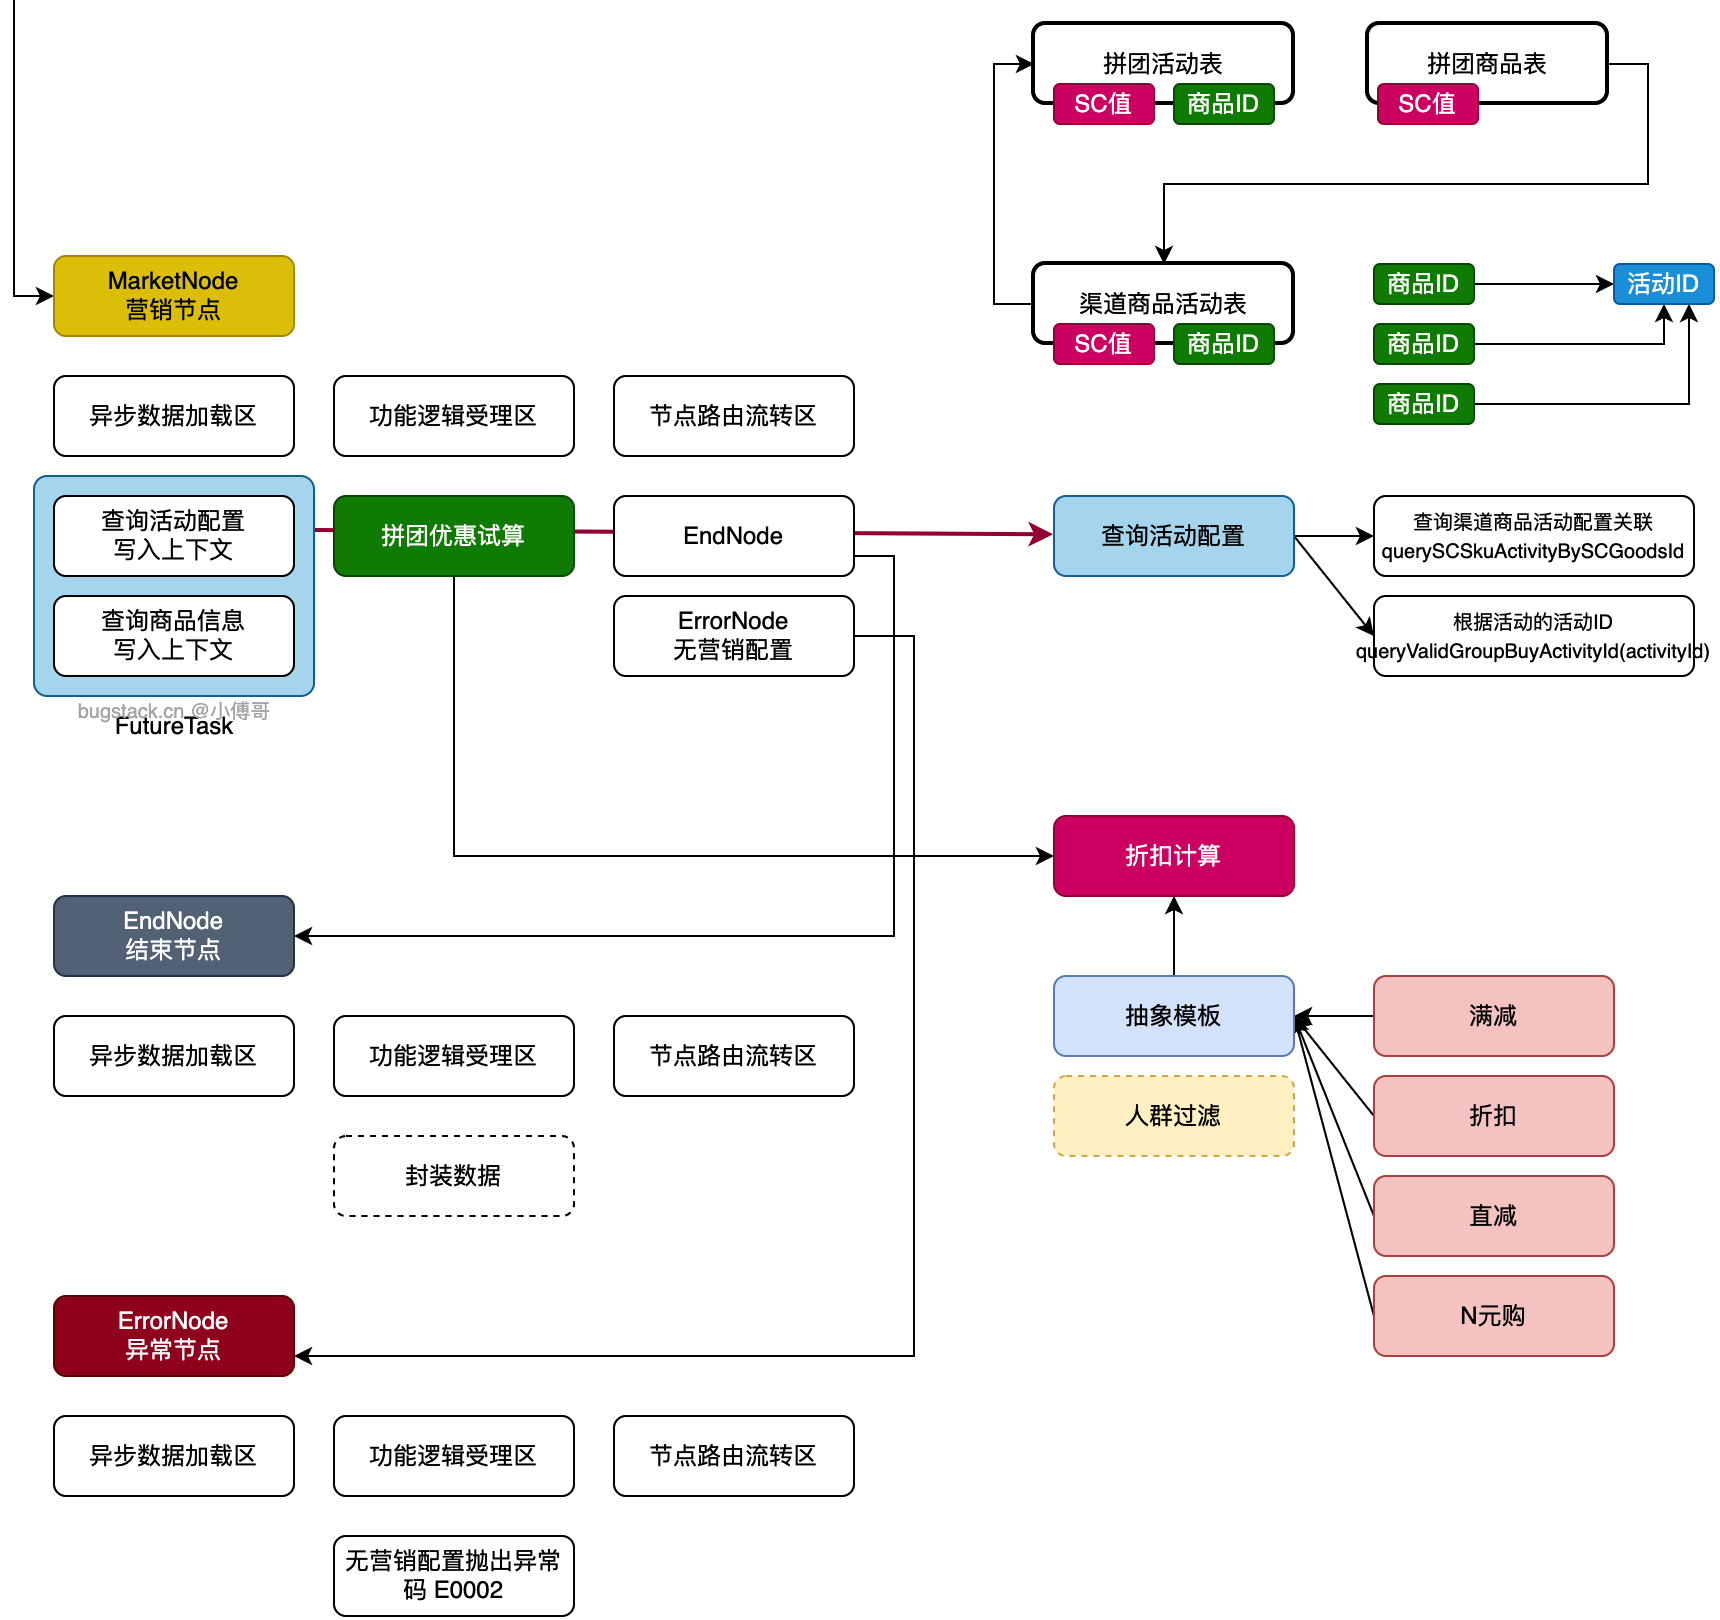 拼团活动表
SC值
商品ID
拼团商品表
SC值
MarketNode
营销节点
渠道商品活动表
SC值
商品ID
商品ID
活动ID
商品ID
商品ID
异步数据加载区
功能逻辑受理区
节点路由流转区
查询活动配置
写入上下文
拼团优惠试算
EndNode
查询活动配置
查询渠道商品活动配置关联
querySCSkuActivityBySCGoodsId
查询商品信息
写入上下文
ErrorNode
无营销配置
根据活动的活动ID
queryValidGroupBuyActivityId(activityId)
bugstack.cn @小傅哥
FutureTask
折扣计算
EndNode
结束节点
抽象模板
满减
异步数据加载区
功能逻辑受理区
节点路由流转区
人群过滤
折扣
封装数据
直减
ErrorNode
异常节点
N元购
异步数据加载区
功能逻辑受理区
节点路由流转区
无营销配置抛出异常
码 E0002